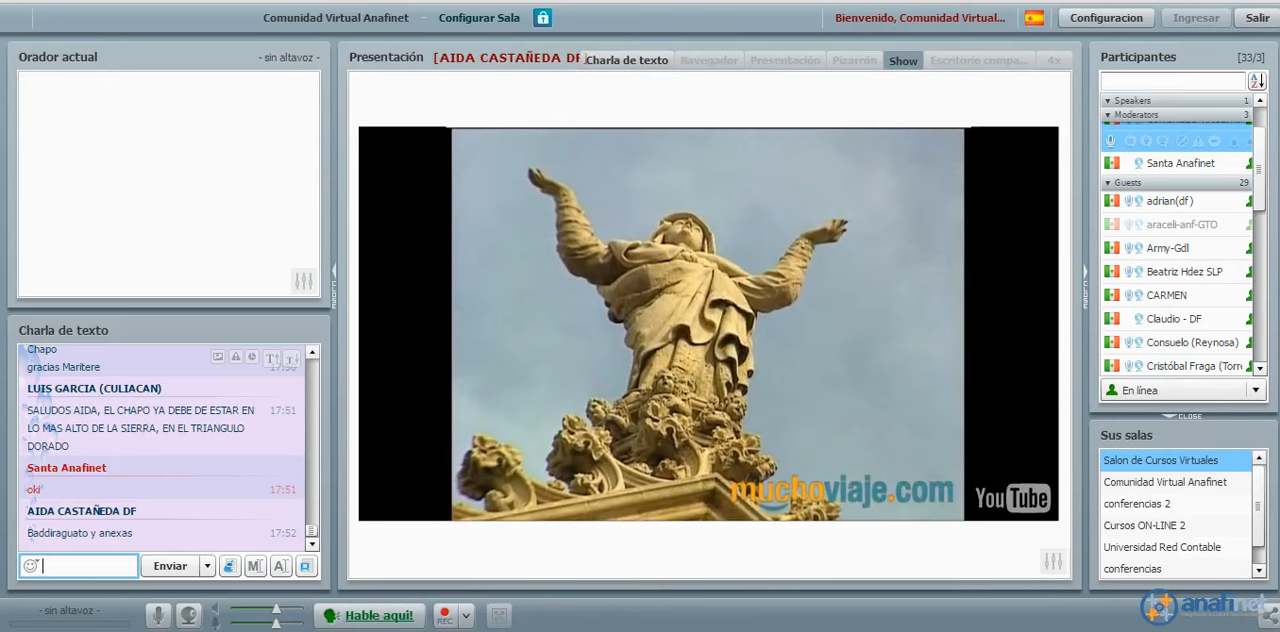 Comunidad Virtual Anafinet
Configurar Sala
Bienvenido, Comunidad Virtual...
Configuracion
Ingresar
Salir
Orador actual
- sin altavoz -
Presentación
[AIDA CASTAÑEDA DF
Charla de texto
Navegador
Presentación
Pizarrón
Show
Escritorio compa...
4x
Participantes
[33/3]
Speakers 1
Moderators 3
Santa Anafinet
Guests 29
adrian(df)
araceli-anf-GTO
Army-Gdl
Beatriz Hdez SLP
CARMEN
Claudio - DF
Consuelo (Reynosa)
Cristóbal Fraga (Torre
En línea
CLOSE
Charla de texto
Chapo
gracias Maritere 17:50
LUIS GARCIA (CULIACAN)
SALUDOS AIDA, EL CHAPO YA DEBE DE ESTAR EN 17:51
LO MAS ALTO DE LA SIERRA, EN EL TRIANGULO
DORADO
Santa Anafinet
oki 17:51
AIDA CASTAÑEDA DF
Baddiraguato y anexas 17:52
Enviar
muchoviaje.com
YouTube
Sus salas
Salon de Cursos Virtuales
Comunidad Virtual Anafinet
conferencias 2
Cursos ON-LINE 2
Universidad Red Contable
conferencias
- sin altavoz -
Hable aqui!
REC
anafinet